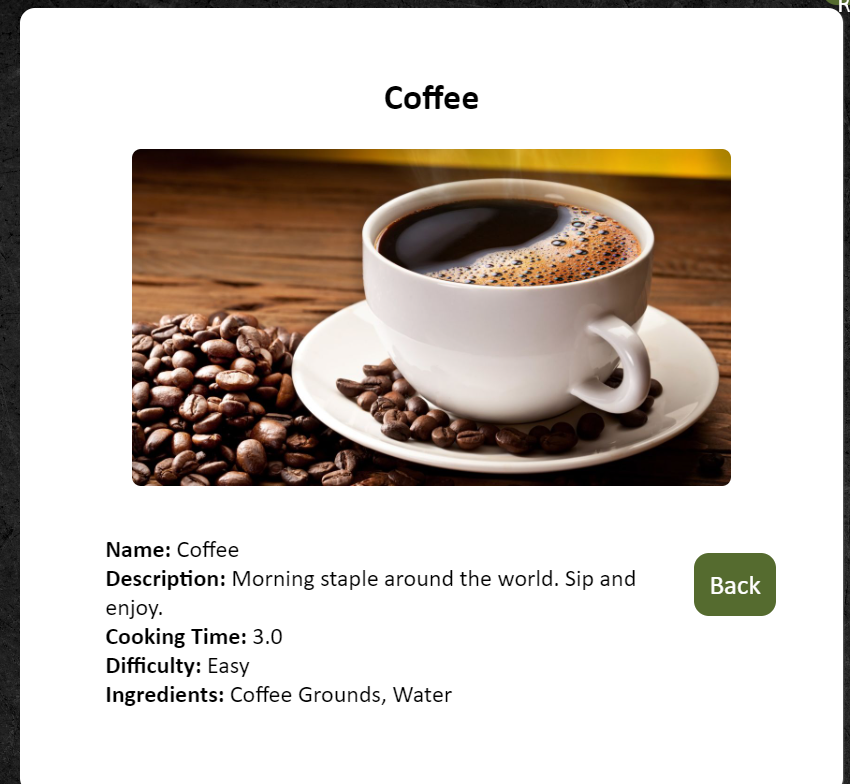 Coffee
Name: Coffee
Description: Morning staple around the world. Sip and
enjoy.
Back
Cooking Time: 3.0
Difficulty: Easy
Ingredients: Coffee Grounds, Water